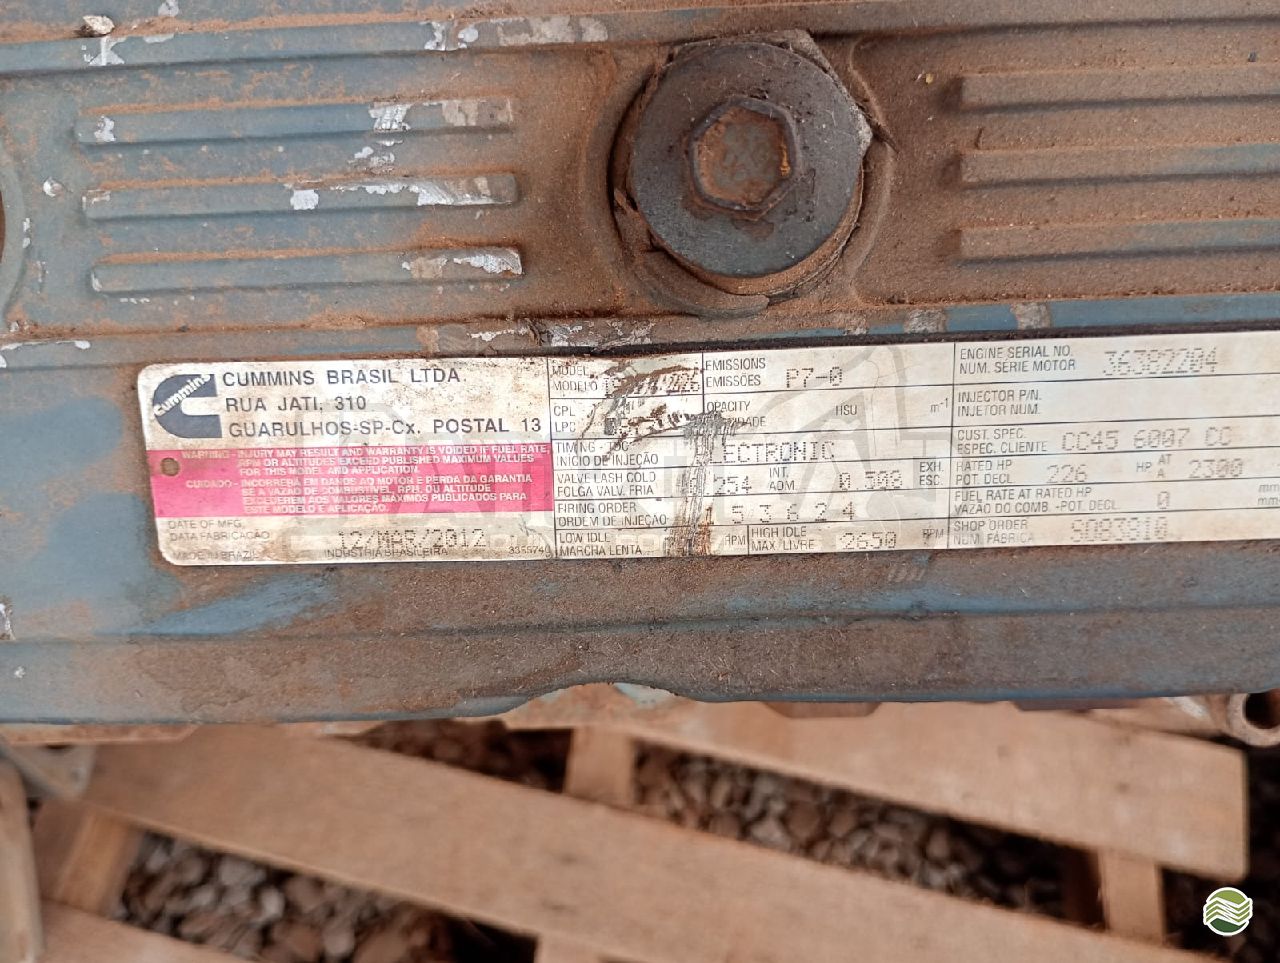 Cummins
CUMMINS BRASIL LTDA
RUA JATI, 310
GUARULHOS-SP-Cx. POSTAL 13
WARNING - INJURY MAY RESULT AND WARRANTY IS VOIDED IF FUEL RATE,
RPM OR ALTITUDES EXCEED PUBLISHED MAXIMUM VALUES
FOR THIS MODEL AND APPLICATION.
CUIDADO - INCORRERÁ EM DANOS AO MOTOR E PERDA DA GARANTIA
SE A VAZÃO DE COMBUSTÍVEL, RPM, OU ALTITUDE
EXCEDEREM AOS VALORES MÁXIMOS PUBLICADOS PARA
ESTE MODELO E APLICAÇÃO.
DATE OF MFG.
DATA FABRICAÇÃO 12/MAR/2012
MADE IN BRAZIL INDÚSTRIA BRASILEIRA 3355740
MODEL
MODELO
EMISSIONS
EMISSÕES P7-0
CPL
LPC
OPACITY HSU m-1
TIMING - TDC
INÍCIO DE INJEÇÃO ECTRONIC
VALVE LASH COLD
FOLGA VALV. FRIA 254 INT. ADM. 0.508 EXH. ESC.
FIRING ORDER
ORDEM DE INJEÇÃO 5 3 6 2 4
LOW IDLE
MARCHA LENTA RPM
HIGH IDLE
MAX. LIVRE 2650 RPM
ENGINE SERIAL NO.
NUM. SERIE MOTOR 36382204
INJECTOR P/N.
INJETOR NUM.
CUST. SPEC.
ESPEC. CLIENTE CC45 6007 CC
RATED HP
POT. DECL 226 HP AT A 2300
FUEL RATE AT RATED HP
VAZÃO DO COMB. -POT. DECL. 0 mm
SHOP ORDER
NUM. FÁBRICA SO83810